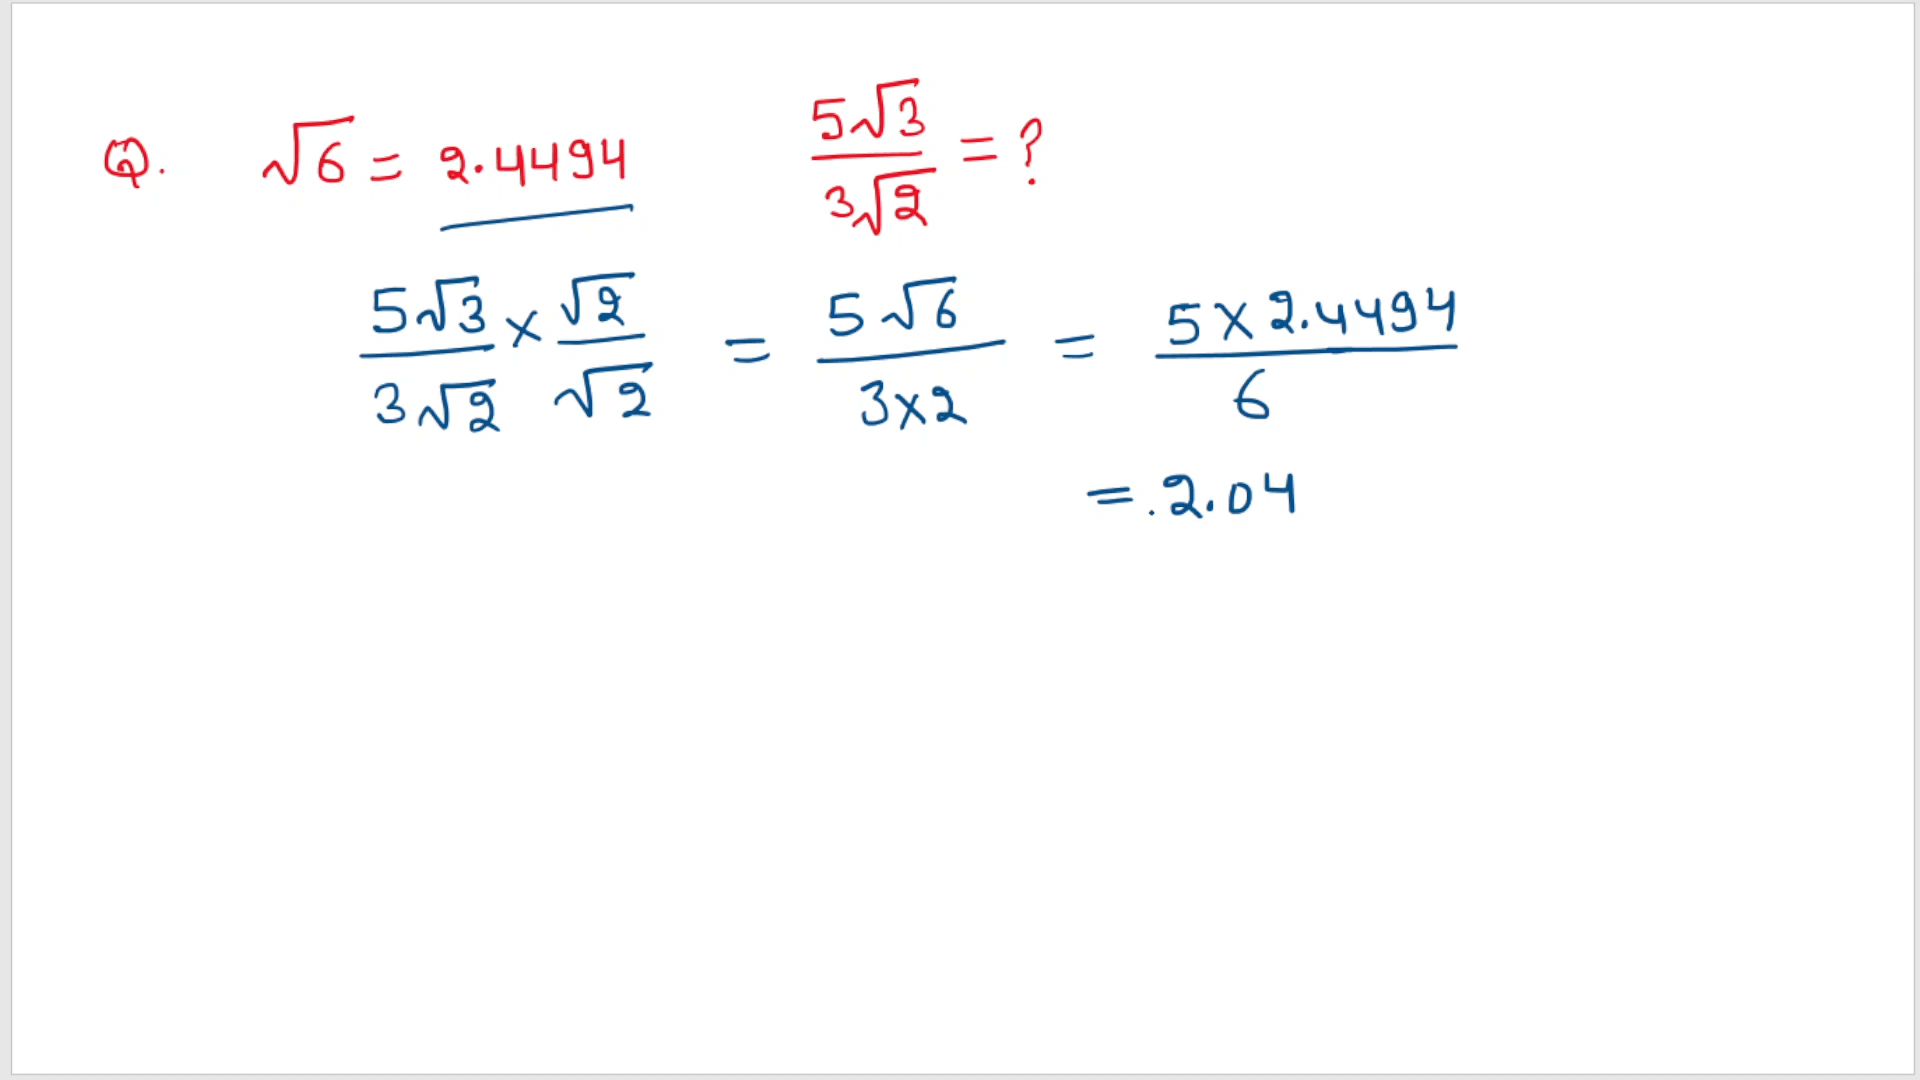 Q. √6 = 2.4494 5√3/3√2 = ?
5√3/3√2 × √2/√2 = 5√6/3×2 = 5×2.4494/6
= .2.04